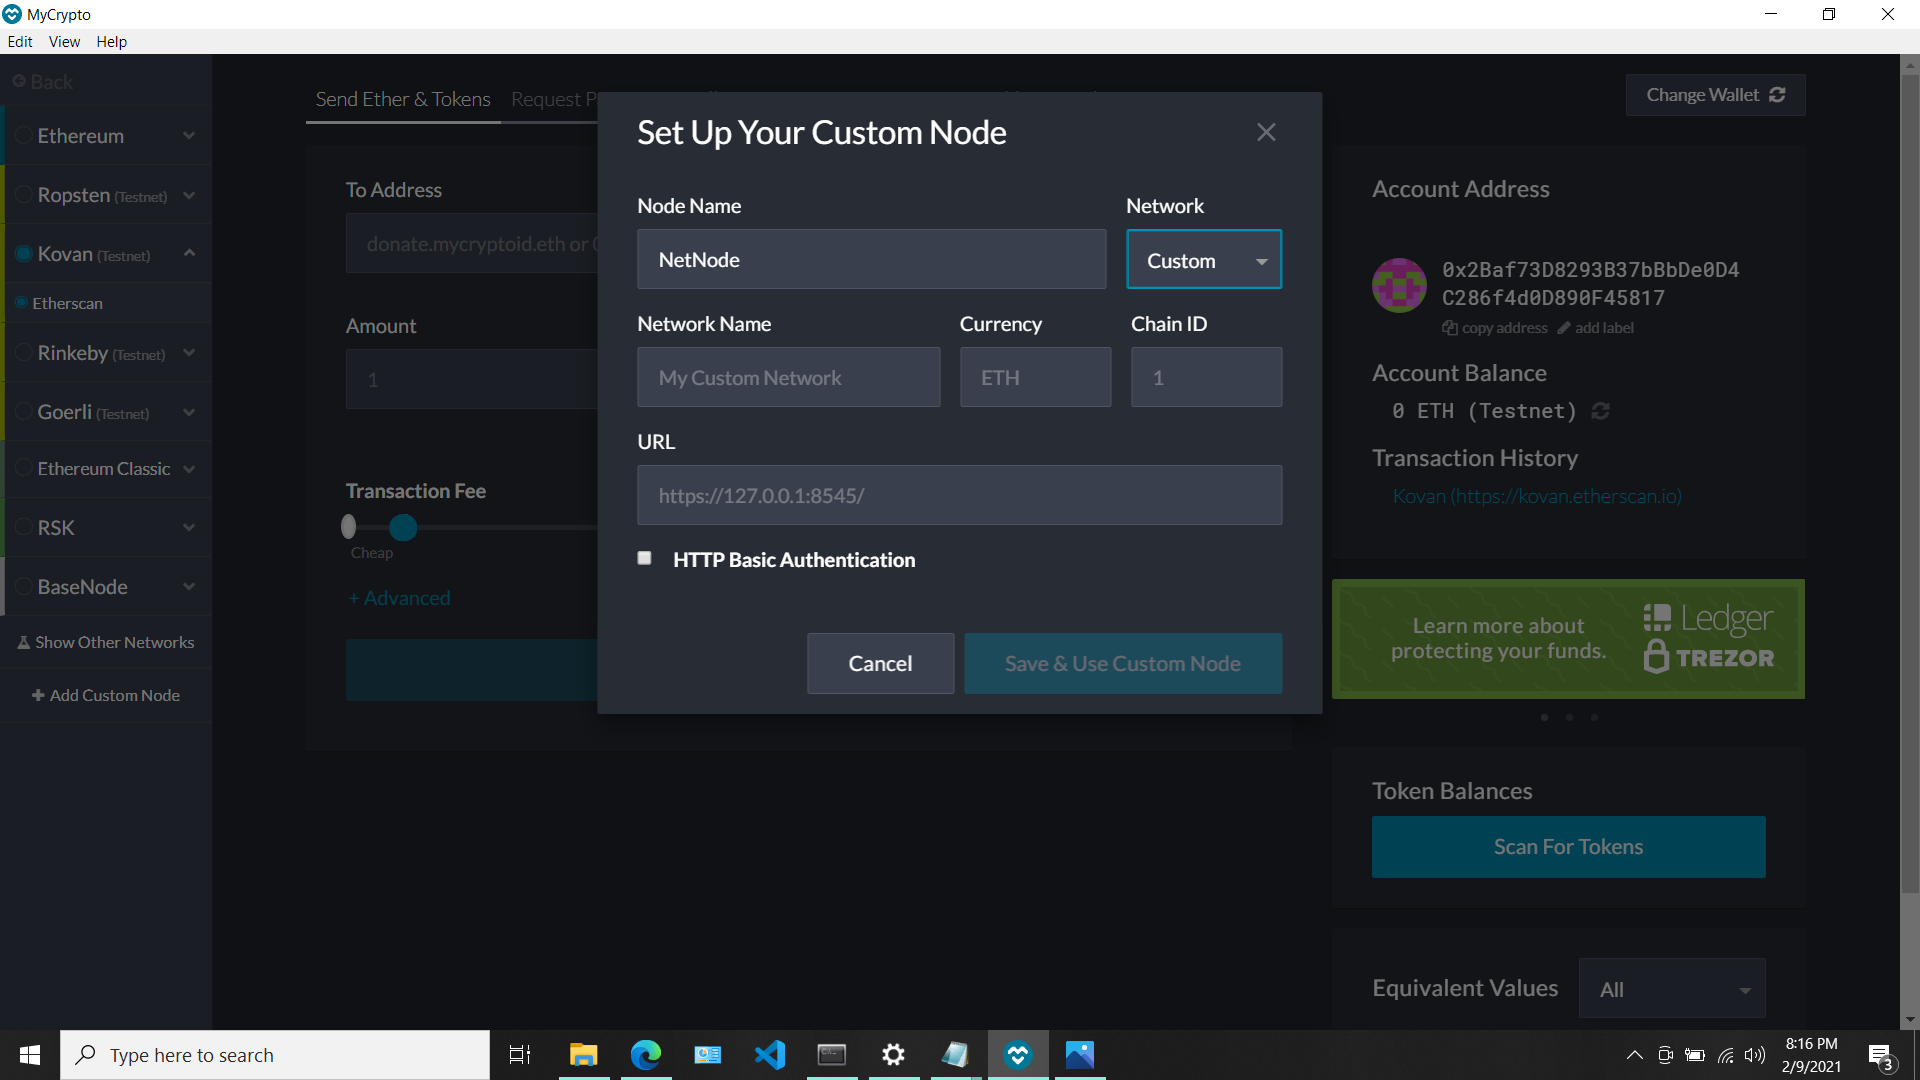 MyCrypto
Edit View Help
Back
Ethereum
Ropsten (Testnet)
Kovan (Testnet)
Etherscan
Rinkeby (Testnet)
Goerli (Testnet)
Ethereum Classic
RSK
BaseNode
Show Other Networks
Add Custom Node
Send Ether & Tokens Request P
To Address
donate.mycryptoid.eth or 0
Amount
1
Transaction Fee
Cheap
+ Advanced
Set Up Your Custom Node
Node Name Network
NetNode Custom
Network Name Currency Chain ID
My Custom Network ETH 1
URL
https://127.0.0.1:8545/
HTTP Basic Authentication
Cancel Save & Use Custom Node
Change Wallet
Account Address
0x2Baf73D8293B37bBbDe0D4
C286f4d0D890F45817
copy address add label
Account Balance
0 ETH (Testnet)
Transaction History
Kovan (https://kovan.etherscan.io)
Learn more about
protecting your funds.
Ledger
TREZOR
Token Balances
Scan For Tokens
Equivalent Values All
Type here to search
8:16 PM
2/9/2021
3